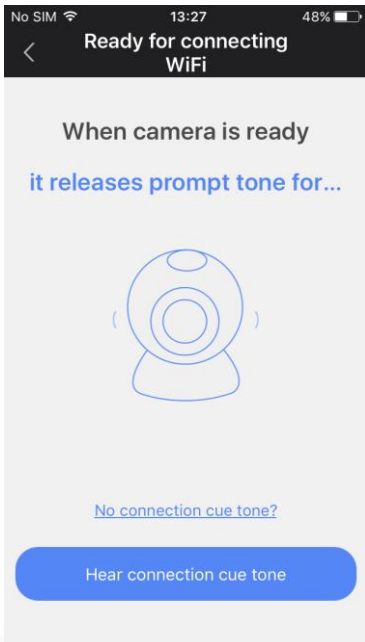 No SIM 13:27 48%
Ready for connecting
WiFi
When camera is ready
it releases prompt tone for...
No connection cue tone?
Hear connection cue tone